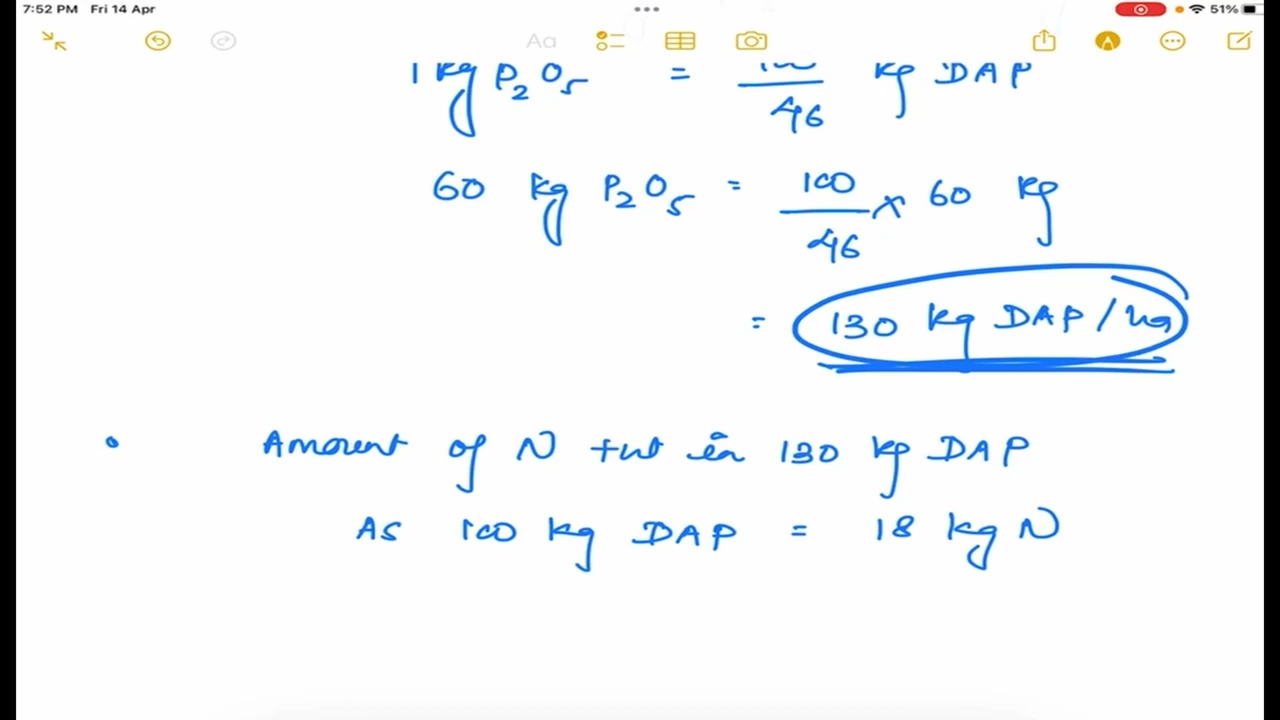 7:52 PM Fri 14 Apr
51%
Aa
1 kg P₂O₅ = 100/46 kg DAP
60 kg P₂O₅ = 100/46 × 60 kg
= 130 kg DAP/ha
• Amount of N in 130 kg DAP
As 100 kg DAP = 18 kg N